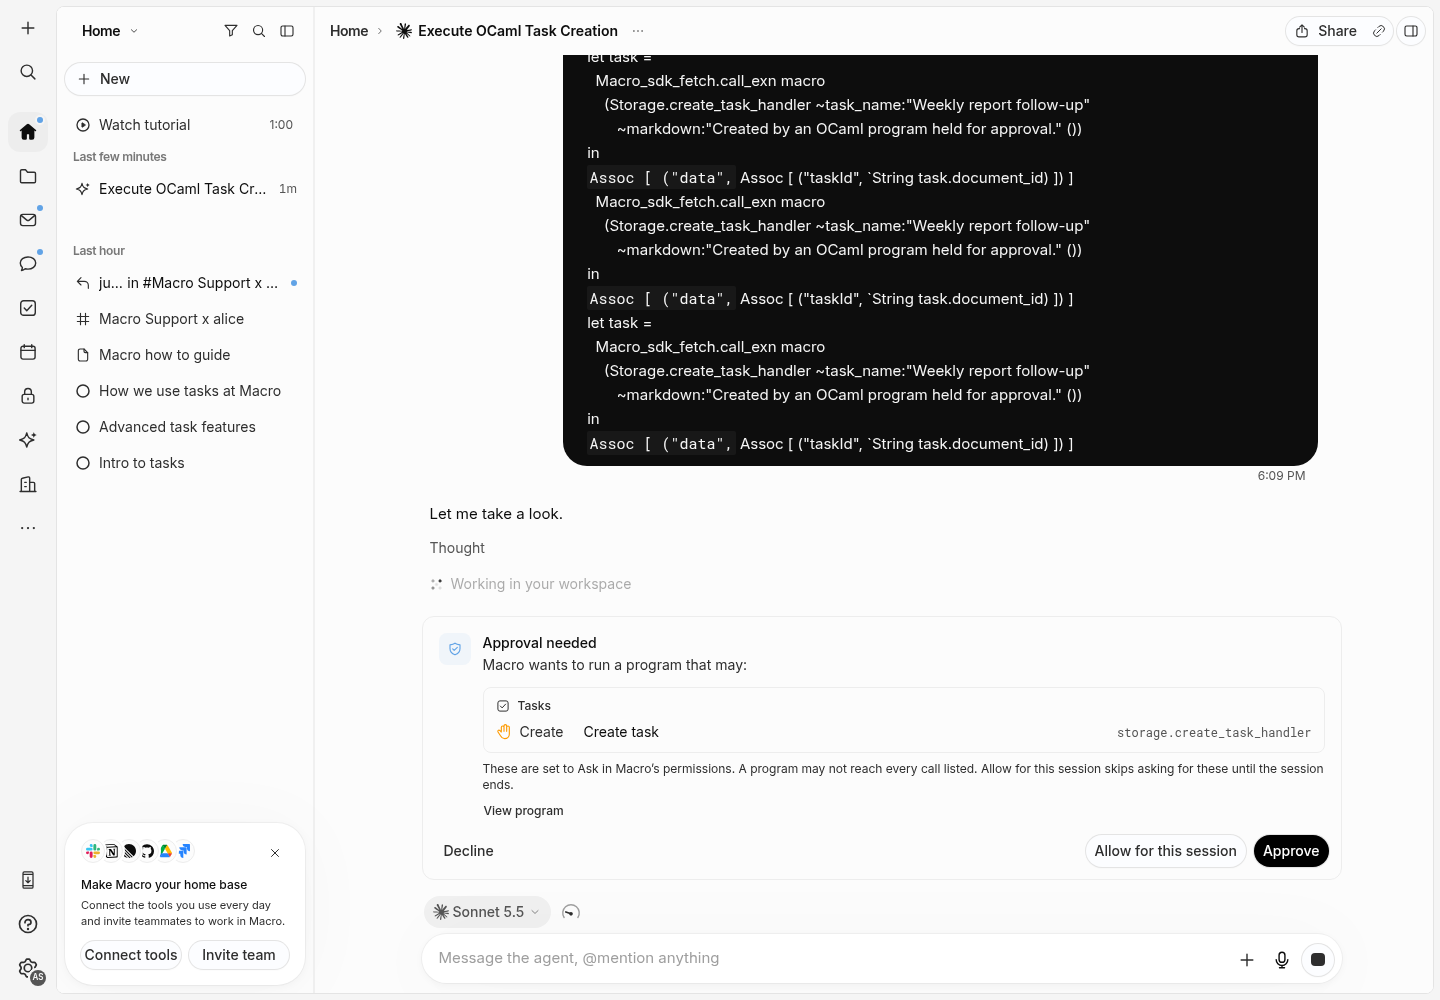 Home
New
Watch tutorial
1:00
Last few minutes
Execute OCaml Task Cr...
1m
Last hour
ju... in #Macro Support x ...
Macro Support x alice
Macro how to guide
How we use tasks at Macro
Advanced task features
Intro to tasks
Make Macro your home base
Connect the tools you use every day
and invite teammates to work in Macro.
Connect tools
Invite team
AS
Home
Execute OCaml Task Creation
Share
let task =
Macro_sdk_fetch.call_exn macro
(Storage.create_task_handler ~task_name:"Weekly report follow-up"
~markdown:"Created by an OCaml program held for approval." ())
in
Assoc [ ("data", Assoc [ ("taskId", `String task.document_id) ]) ]
Macro_sdk_fetch.call_exn macro
(Storage.create_task_handler ~task_name:"Weekly report follow-up"
~markdown:"Created by an OCaml program held for approval." ())
in
Assoc [ ("data", Assoc [ ("taskId", `String task.document_id) ]) ]
let task =
Macro_sdk_fetch.call_exn macro
(Storage.create_task_handler ~task_name:"Weekly report follow-up"
~markdown:"Created by an OCaml program held for approval." ())
in
Assoc [ ("data", Assoc [ ("taskId", `String task.document_id) ]) ]
6:09 PM
Let me take a look.
Thought
Working in your workspace
Approval needed
Macro wants to run a program that may:
Tasks
Create Create task storage.create_task_handler
These are set to Ask in Macro’s permissions. A program may not reach every call listed. Allow for this session skips asking for these until the session
ends.
View program
Decline
Allow for this session
Approve
Sonnet 5.5
Message the agent, @mention anything